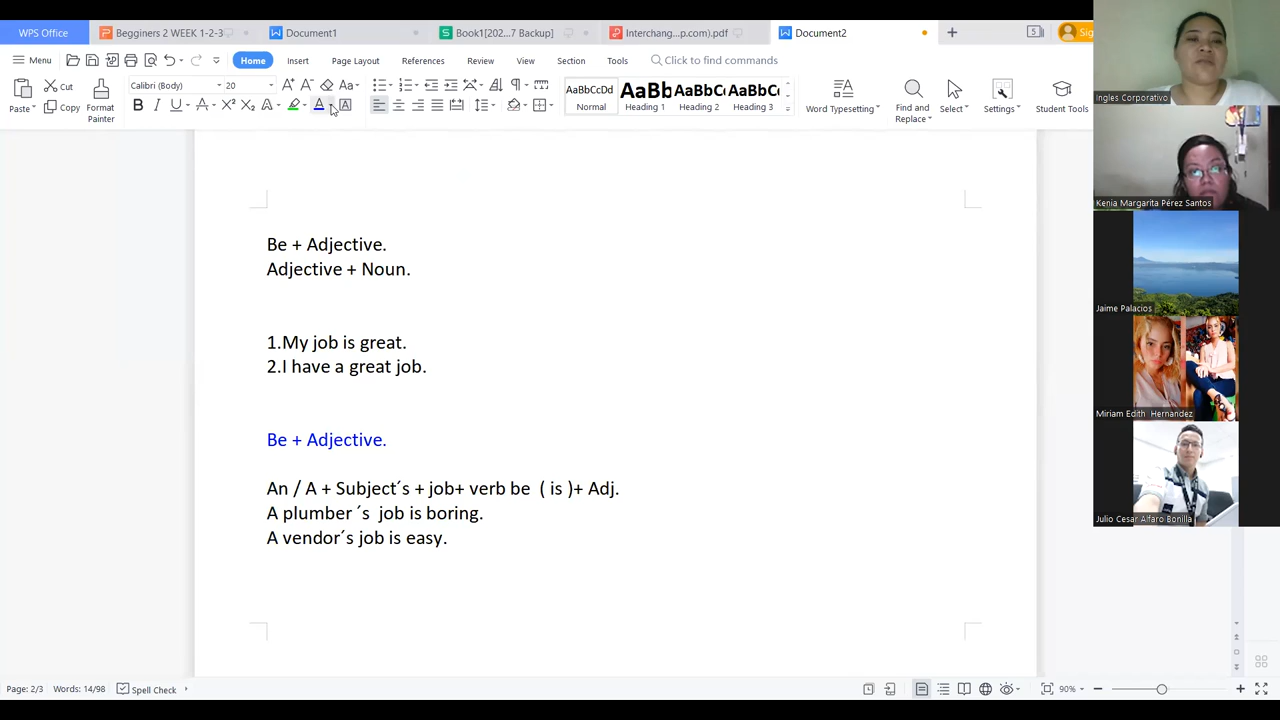 WPS Office
Begginers 2 WEEK 1-2-3
Document1
Book1[202...7 Backup]
Interchang...p.com).pdf
Document2
Sign
Menu
Home
Insert
Page Layout
References
Review
View
Tools
Click to find commands
Paste
Cut
Copy
Format Painter
Calibri (Body)
20
AaBbCcDd
Normal
AaBb
Heading 1
AaBbC
Heading 2
AaBbC
Heading 3
Word Typesetting
Find and Replace
Select
Settings
Student Tools
Be + Adjective.
Adjective + Noun.
1.My job is great.
2.I have a great job.
Be + Adjective.
An / A + Subject´s + job+ verb be ( is )+ Adj.
A plumber ´s job is boring.
A vendor´s job is easy.
Page: 2/3
Words: 14/98
Spell Check
90%
Ingles Corporativo
Kenia Margarita Pérez Santos
Jaime Palacios
Miriam Edith Hernandez
Julio Cesar Alfaro Bonilla